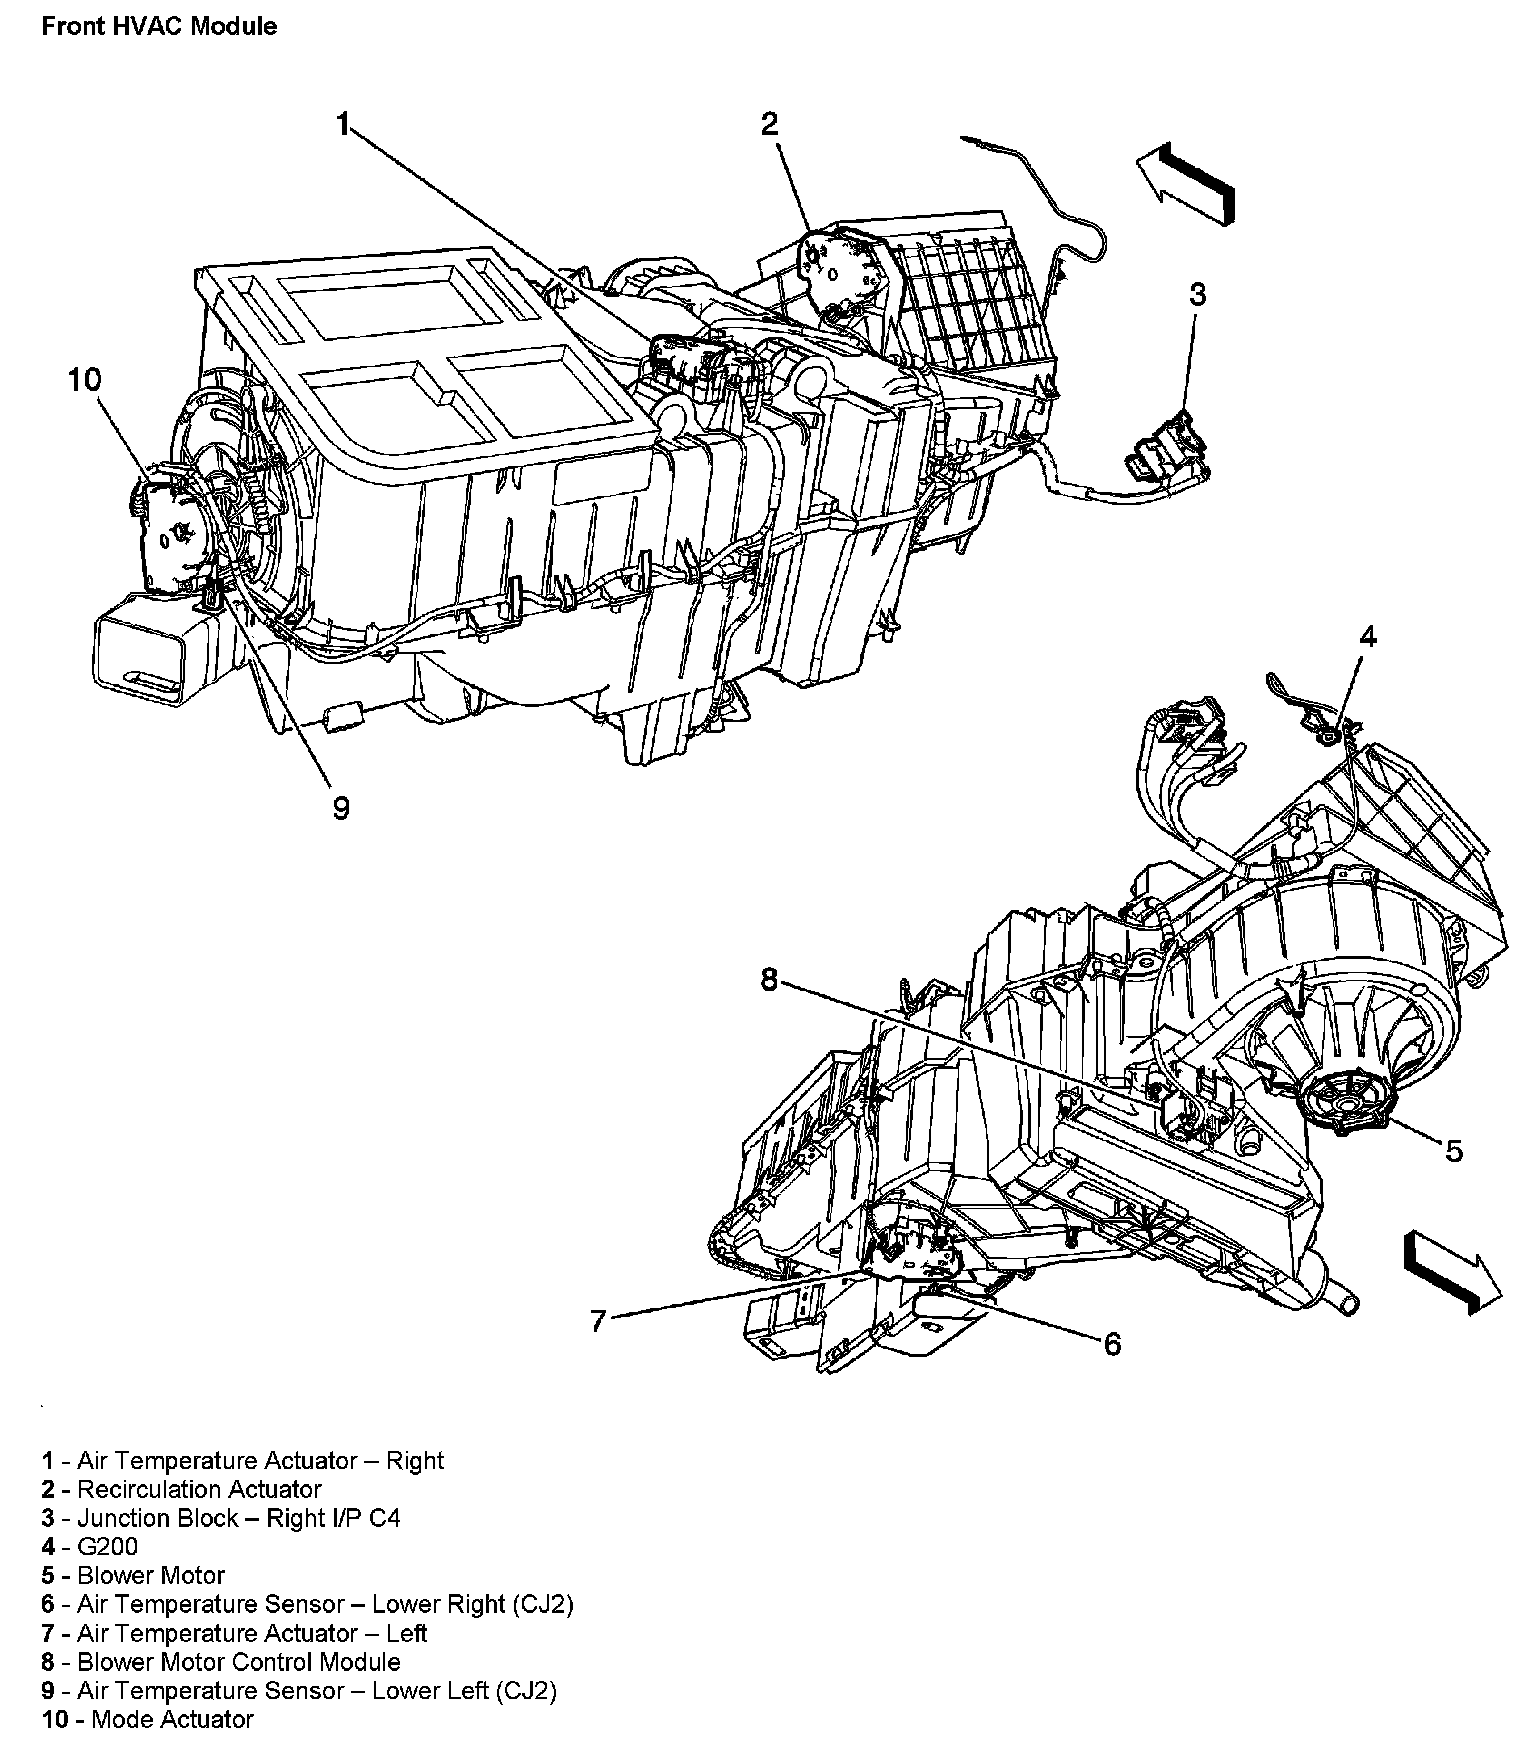 Front HVAC Module
1
2
3
10
9
4
8
5
7
6
1 - Air Temperature Actuator – Right
2 - Recirculation Actuator
3 - Junction Block – Right I/P C4
4 - G200
5 - Blower Motor
6 - Air Temperature Sensor – Lower Right (CJ2)
7 - Air Temperature Actuator – Left
8 - Blower Motor Control Module
9 - Air Temperature Sensor – Lower Left (CJ2)
10 - Mode Actuator